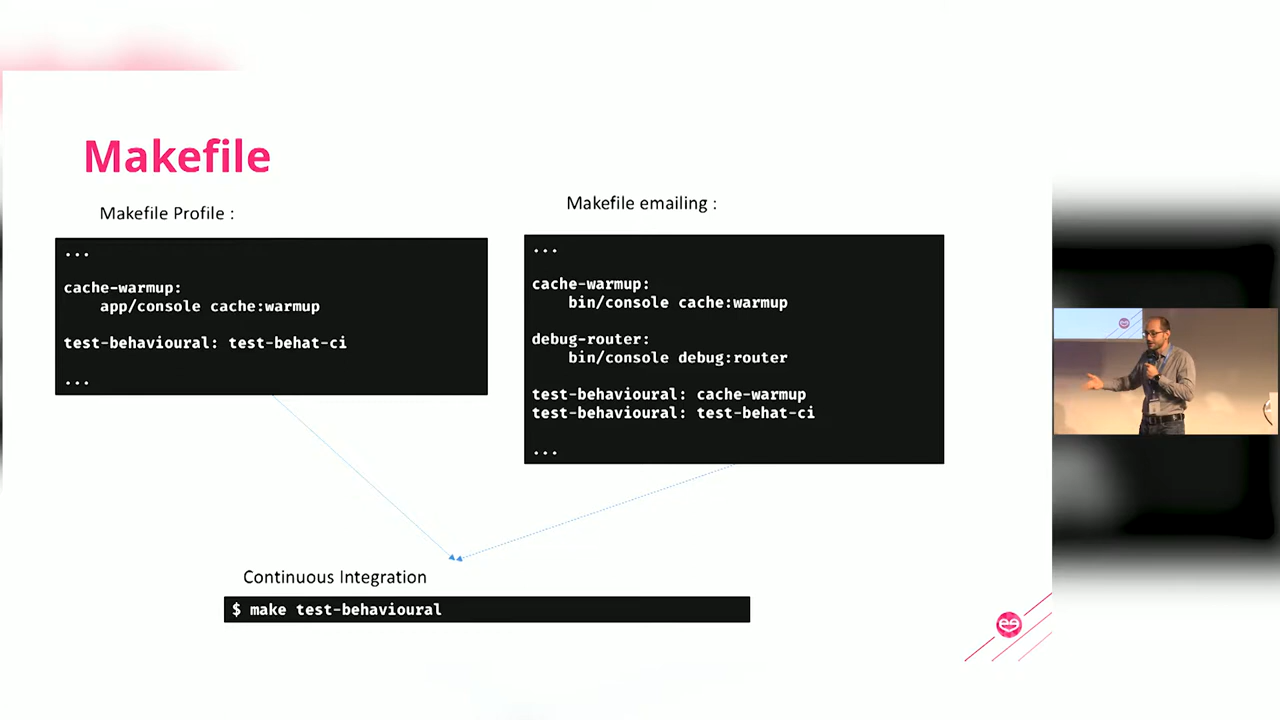 Makefile
Makefile Profile :
...
cache-warmup:
    app/console cache:warmup
test-behavioural: test-behat-ci
...
Makefile emailing :
...
cache-warmup:
    bin/console cache:warmup
debug-router:
    bin/console debug:router
test-behavioural: cache-warmup
test-behavioural: test-behat-ci
...
Continuous Integration
$ make test-behavioural